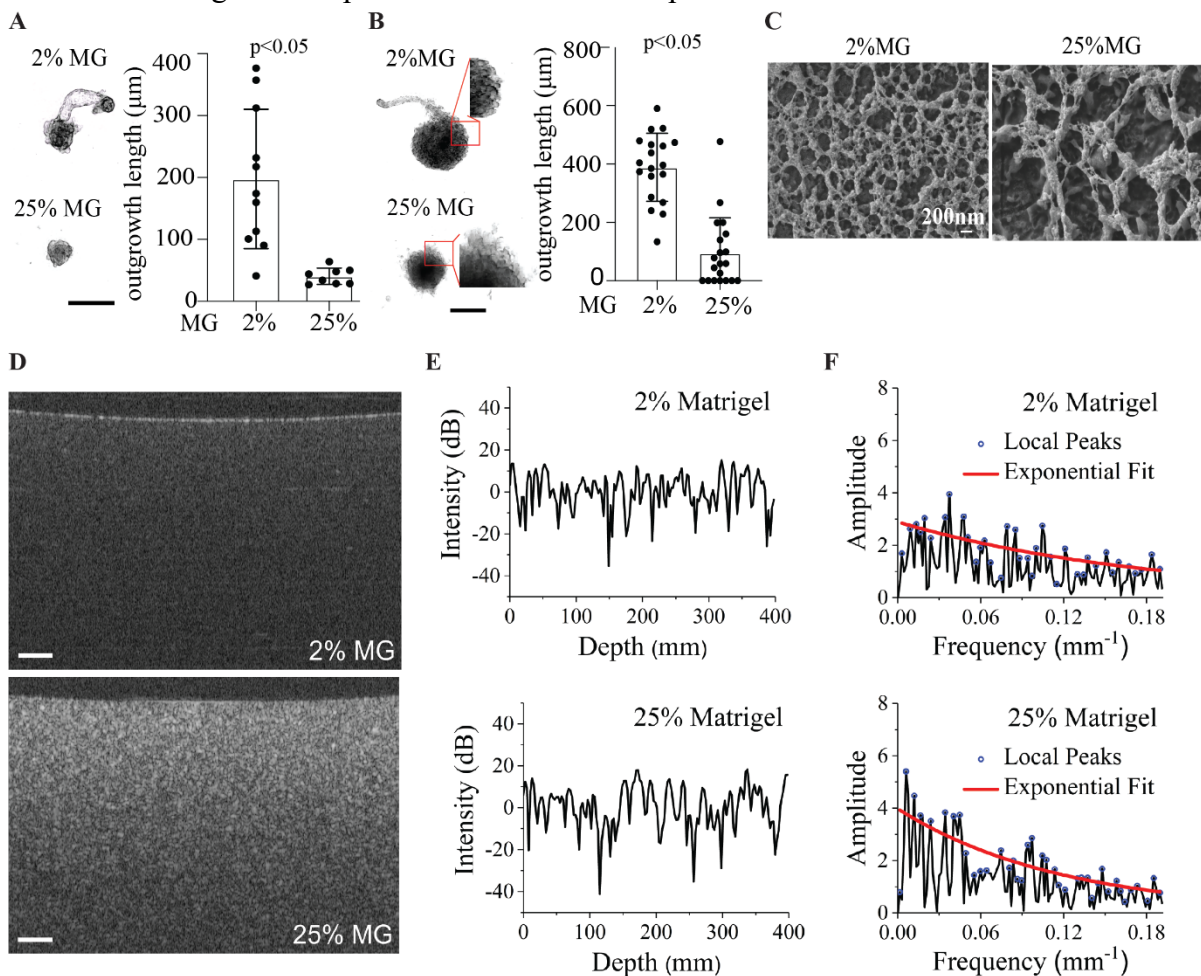 A
2% MG
25% MG
p<0.05
outgrowth length (µm)
400
300
200
100
0
MG 2% 25%
B
2%MG
25% MG
p<0.05
outgrowth length (µm)
800
600
400
200
0
MG 2% 25%
C
2%MG 25%MG
200nm
D
2% MG
25% MG
E
2% Matrigel
Intensity (dB)
40
20
0
-20
-40
0 100 200 300 400
Depth (mm)
25% Matrigel
Intensity (dB)
40
20
0
-20
-40
0 60 120 180 240 300 360 400
Depth (mm)
F
2% Matrigel
Local Peaks
Exponential Fit
Amplitude
8
6
4
2
0
0.00 0.06 0.12 0.18
Frequency (mm⁻¹)
25% Matrigel
Local Peaks
Exponential Fit
Amplitude
8
6
4
2
0
0.00 0.06 0.12 0.18
Frequency (mm⁻¹)